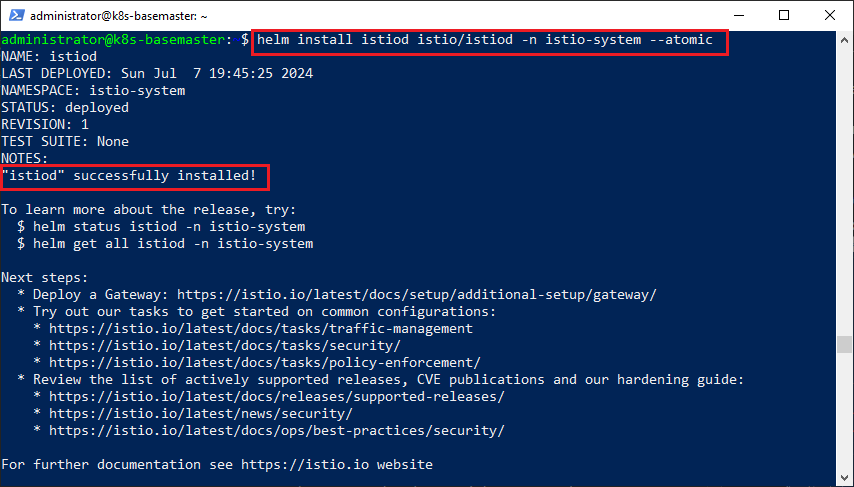 administrator@k8s-basemaster: ~
administrator@k8s-basemaster:~$ helm install istiod istio/istiod -n istio-system --atomic
NAME: istiod
LAST DEPLOYED: Sun Jul  7 19:45:25 2024
NAMESPACE: istio-system
STATUS: deployed
REVISION: 1
TEST SUITE: None
NOTES:
"istiod" successfully installed!
To learn more about the release, try:
  $ helm status istiod -n istio-system
  $ helm get all istiod -n istio-system
Next steps:
  * Deploy a Gateway: https://istio.io/latest/docs/setup/additional-setup/gateway/
  * Try out our tasks to get started on common configurations:
    * https://istio.io/latest/docs/tasks/traffic-management
    * https://istio.io/latest/docs/tasks/security/
    * https://istio.io/latest/docs/tasks/policy-enforcement/
  * Review the list of actively supported releases, CVE publications and our hardening guide:
    * https://istio.io/latest/docs/releases/supported-releases/
    * https://istio.io/latest/news/security/
    * https://istio.io/latest/docs/ops/best-practices/security/
For further documentation see https://istio.io website